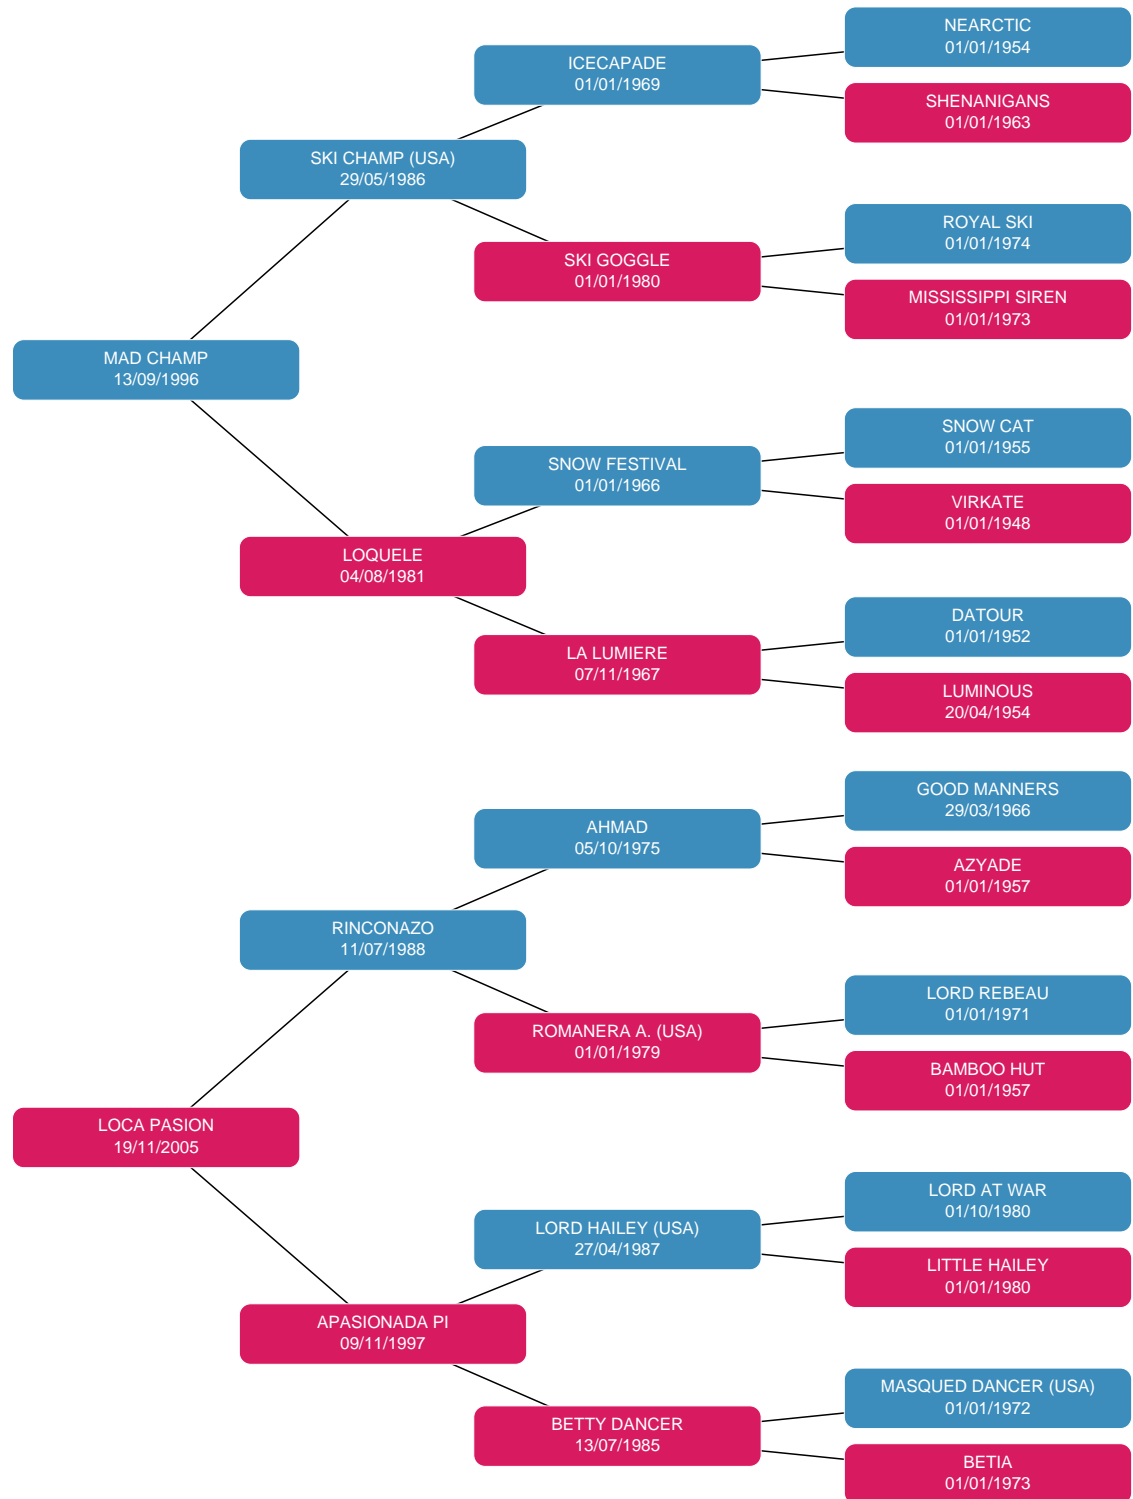 NEARCTIC
01/01/1954
ICECAPADE
01/01/1969
SHENANIGANS
01/01/1963
SKI CHAMP (USA)
29/05/1986
ROYAL SKI
01/01/1974
SKI GOGGLE
01/01/1980
MISSISSIPPI SIREN
01/01/1973
MAD CHAMP
13/09/1996
SNOW CAT
01/01/1955
SNOW FESTIVAL
01/01/1966
VIRKATE
01/01/1948
LOQUELE
04/08/1981
DATOUR
01/01/1952
LA LUMIERE
07/11/1967
LUMINOUS
20/04/1954
GOOD MANNERS
29/03/1966
AHMAD
05/10/1975
AZYADE
01/01/1957
RINCONAZO
11/07/1988
LORD REBEAU
01/01/1971
ROMANERA A. (USA)
01/01/1979
BAMBOO HUT
01/01/1957
LOCA PASION
19/11/2005
LORD AT WAR
01/10/1980
LORD HAILEY (USA)
27/04/1987
LITTLE HAILEY
01/01/1980
APASIONADA PI
09/11/1997
MASQUED DANCER (USA)
01/01/1972
BETTY DANCER
13/07/1985
BETIA
01/01/1973